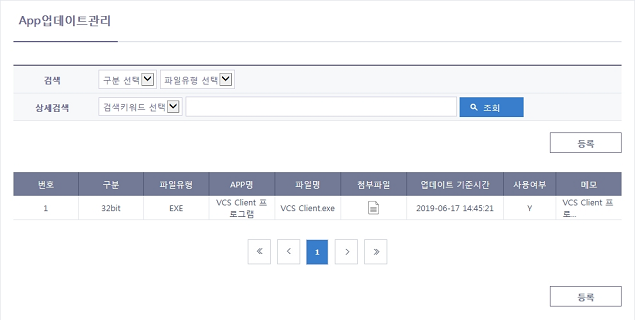 App업데이트관리
검색 구분 선택 파일유형 선택
상세검색 검색키워드 선택 조회
등록
번호 구분 파일유형 APP명 파일명 첨부파일 업데이트 기준시간 사용여부 메모
1 32bit EXE VCS Client 프로그램 VCS Client.exe 2019-06-17 14:45:21 Y VCS Client 프로...
« < 1 > »
등록